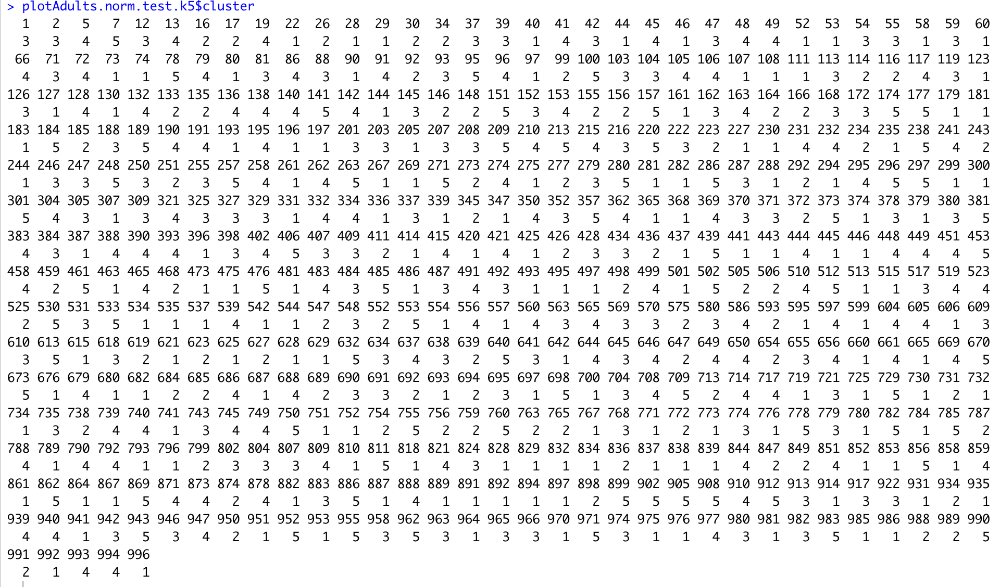 > plotAdults.norm.test.k5$cluster
1 2 5 7 12 13 16 17 19 22 26 28 29 30 34 37 39 40 41 42 44 45 46 47 48 49 52 53 54 55 58 59 60
3 3 4 5 3 4 2 2 4 1 2 1 1 2 2 3 3 1 4 3 1 4 1 3 4 4 1 1 3 3 1 3 1
66 71 72 73 74 78 79 80 81 86 88 90 91 92 93 95 96 97 99 100 103 104 105 106 107 108 111 113 114 116 117 119 123
4 3 4 1 1 5 4 1 3 4 3 1 4 2 3 5 4 1 2 5 3 3 4 4 1 1 1 3 2 2 4 3 1
126 127 128 130 132 133 135 136 138 140 141 142 144 145 146 148 151 152 153 155 156 157 161 162 163 164 166 168 172 174 177 179 181
3 1 4 1 4 2 2 4 4 4 5 4 1 3 2 2 5 3 4 2 2 5 1 3 4 2 2 3 3 5 5 1 1
183 184 185 188 189 190 191 193 195 196 197 201 203 205 207 208 209 210 213 215 216 220 222 223 227 230 231 232 234 235 238 241 243
1 5 2 3 5 4 4 1 4 1 1 3 3 1 3 3 5 4 5 4 3 5 3 2 1 1 4 4 2 1 5 4 2
244 246 247 248 250 251 255 257 258 261 262 263 267 269 271 273 274 275 277 279 280 281 282 286 287 288 292 294 295 296 297 299 300
1 3 3 5 3 2 3 5 4 1 4 5 1 1 5 2 4 1 2 3 5 1 1 5 3 1 2 1 4 5 5 1 1
301 304 305 307 309 321 325 327 329 331 332 334 336 337 339 345 347 350 352 357 362 365 368 369 370 371 372 373 374 378 379 380 381
5 4 3 1 3 4 3 3 3 1 4 4 1 3 1 2 1 4 3 5 4 1 1 4 3 3 2 5 1 3 1 3 5
383 384 387 388 390 393 396 398 402 406 407 409 411 414 415 420 421 425 426 428 434 436 437 439 441 443 444 445 446 448 449 451 453
4 3 1 4 4 4 1 3 4 5 3 3 2 1 4 1 4 1 2 3 3 2 1 5 1 1 4 1 1 4 4 4 5
458 459 461 463 465 468 473 475 476 481 483 484 485 486 487 491 492 493 495 497 498 499 501 502 505 506 510 512 513 515 517 519 523
4 2 5 1 4 2 1 1 5 1 4 3 5 1 3 4 3 1 1 1 2 4 1 5 2 2 4 5 1 1 3 4 4
525 530 531 533 534 535 537 539 542 544 547 548 552 553 554 556 557 560 563 565 569 570 575 580 586 593 595 597 599 604 605 606 609
2 5 3 5 1 1 1 4 1 1 2 3 2 5 1 4 1 4 3 4 3 3 2 3 4 2 1 4 1 4 4 1 3
610 613 615 618 619 621 623 625 627 628 629 632 634 637 638 639 640 641 642 644 645 646 647 649 650 654 655 656 660 661 665 669 670
3 5 1 3 2 1 2 1 2 1 1 5 3 4 3 2 5 3 1 4 3 4 2 4 4 2 3 4 1 4 1 4 5
673 676 679 680 682 684 685 686 687 688 689 690 691 692 693 694 695 697 698 700 704 708 709 713 714 717 719 721 725 729 730 731 732
5 1 4 1 1 2 2 4 1 4 2 3 3 2 1 2 3 1 5 1 3 4 5 2 4 4 1 3 1 5 1 2 1
734 735 738 739 740 741 743 745 749 750 751 752 754 755 756 759 760 763 765 767 768 771 772 773 774 776 778 779 780 782 784 785 787
1 3 2 4 4 1 3 4 4 5 1 1 2 5 2 2 5 2 2 1 3 1 2 1 3 1 5 3 1 5 1 5 2
788 789 790 792 793 796 799 802 804 807 809 810 811 818 821 824 828 829 832 834 836 837 838 839 844 847 849 851 852 853 856 858 859
4 1 4 4 1 1 2 3 3 3 4 1 5 1 4 3 1 1 1 1 2 1 1 1 4 2 2 4 1 1 5 1 4
861 862 864 867 869 871 873 874 878 882 883 886 887 888 889 891 892 894 897 898 899 902 905 908 910 912 913 914 917 922 931 934 935
1 5 1 1 5 4 4 2 4 1 3 5 1 4 1 1 1 1 1 2 5 5 5 5 4 5 3 1 3 3 1 2 1
939 940 941 942 943 946 947 950 951 952 953 955 958 962 963 964 965 966 970 971 974 975 976 977 980 981 982 983 985 986 988 989 990
4 4 1 3 5 3 4 2 1 5 1 5 3 5 3 1 3 3 1 5 3 1 1 4 3 1 3 5 1 1 2 2 5
991 992 993 994 996
2 1 4 4 1